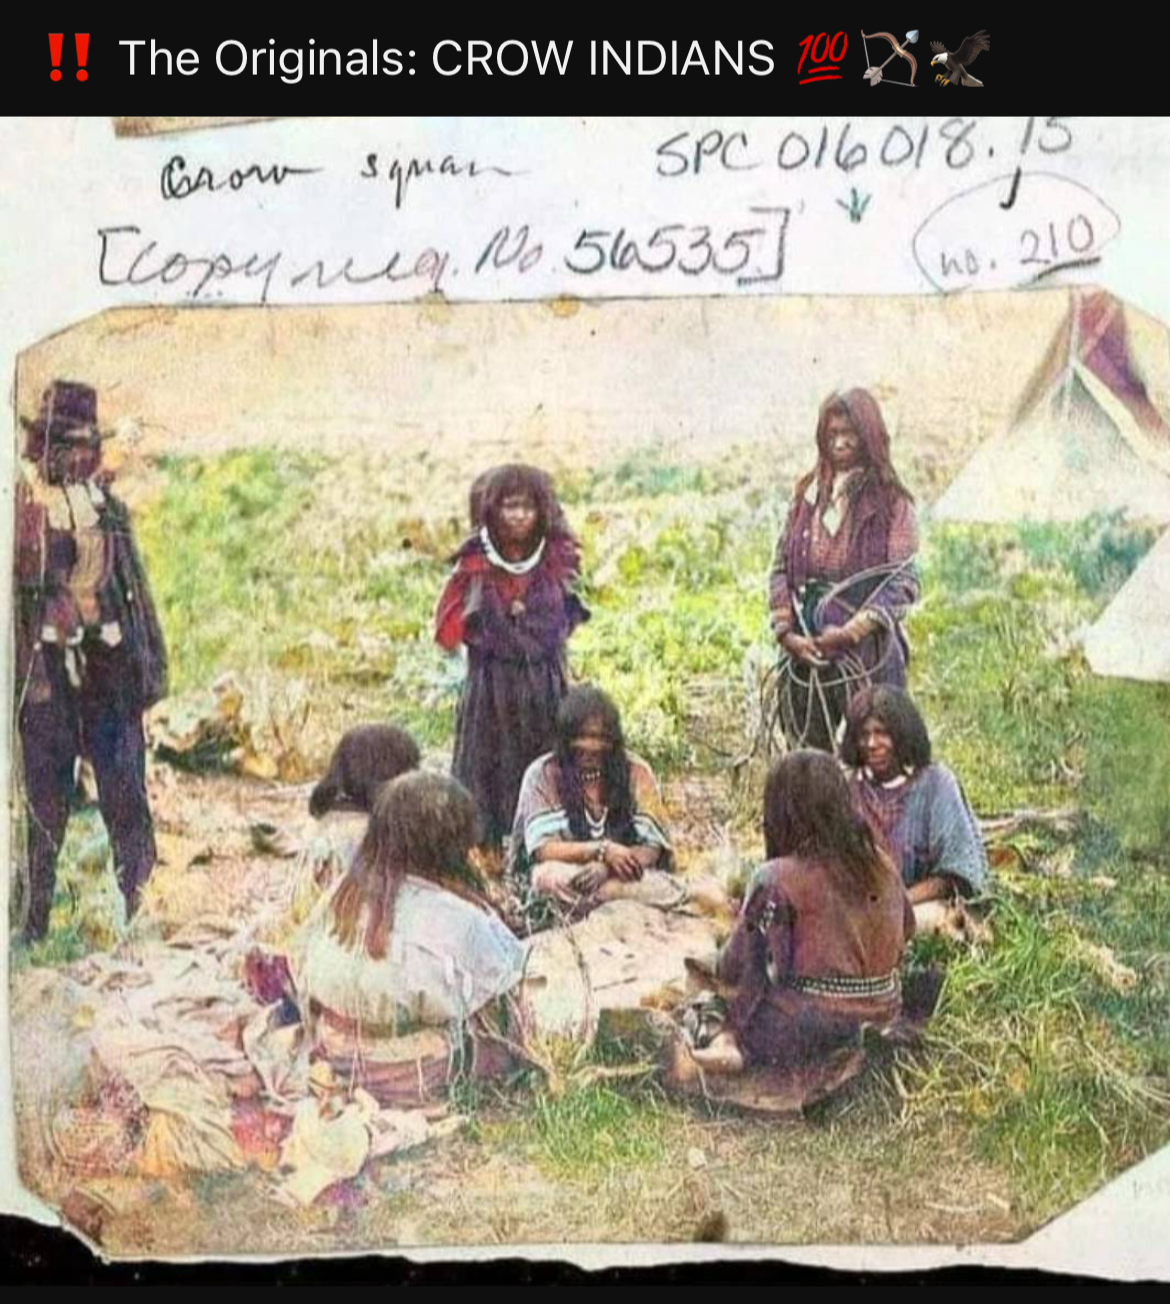 ‼️ The Originals: CROW INDIANS 💯🏹🦅
Crow squaw
SPC 016018.15
[Copy neg. No. 56535]
no. 210